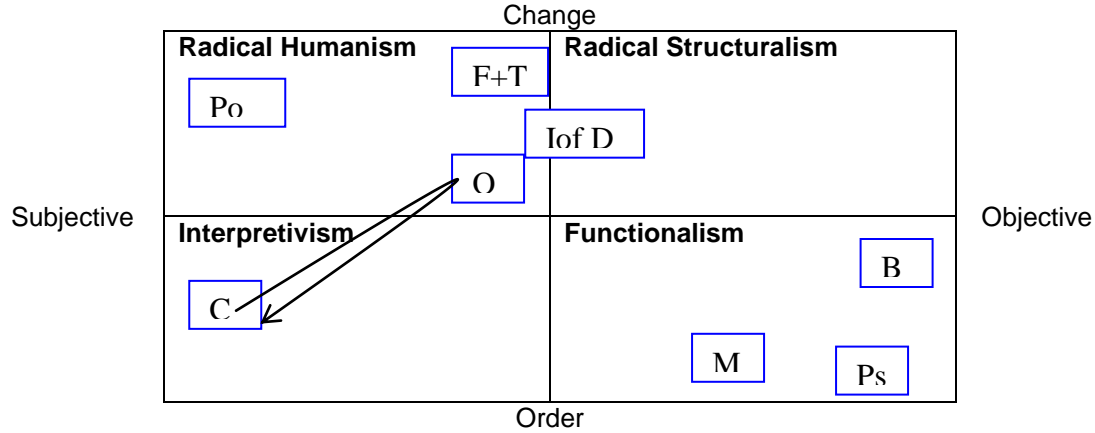 Change
Radical Humanism
Radical Structuralism
F+T
Po
Iof D
O
Subjective
Objective
Interpretivism
Functionalism
B
C
M
Ps
Order